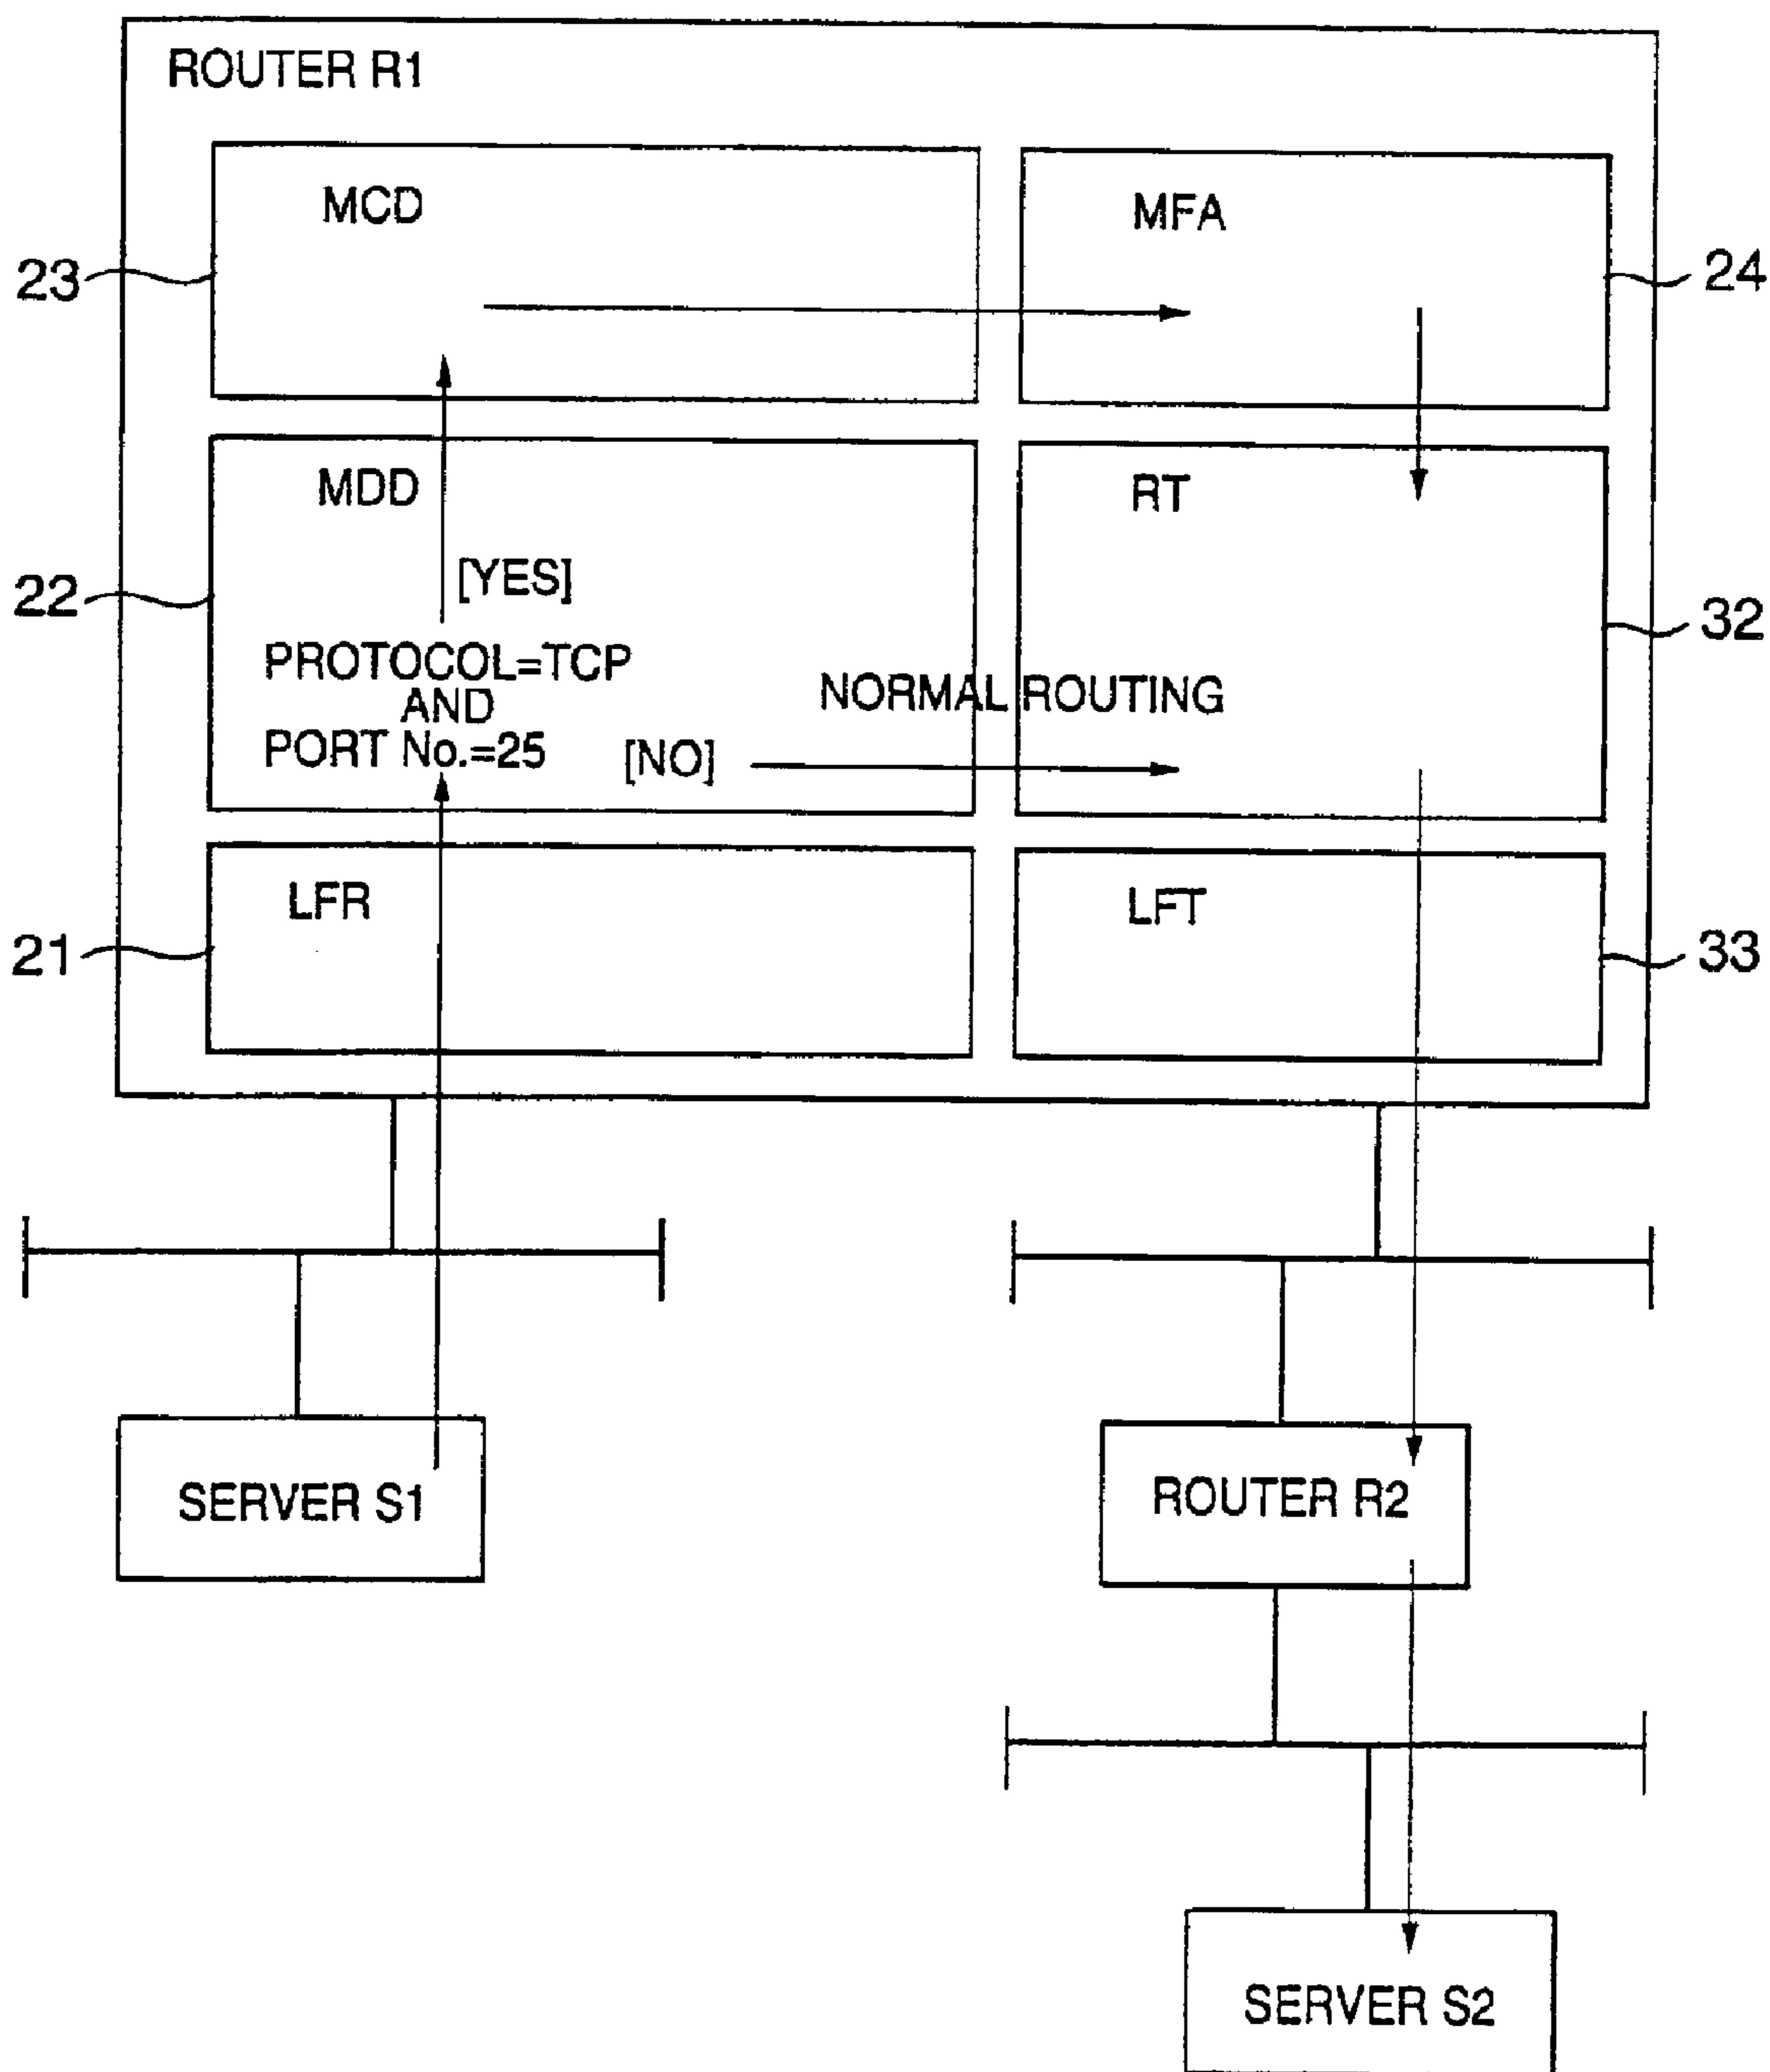 ROUTER R1
MCD
MFA
23
24
MDD
RT
[YES]
22
32
PROTOCOL=TCP
AND
PORT No.=25
NORMAL ROUTING
[NO]
LFR
LFT
21
33
SERVER S1
ROUTER R2
SERVER S2